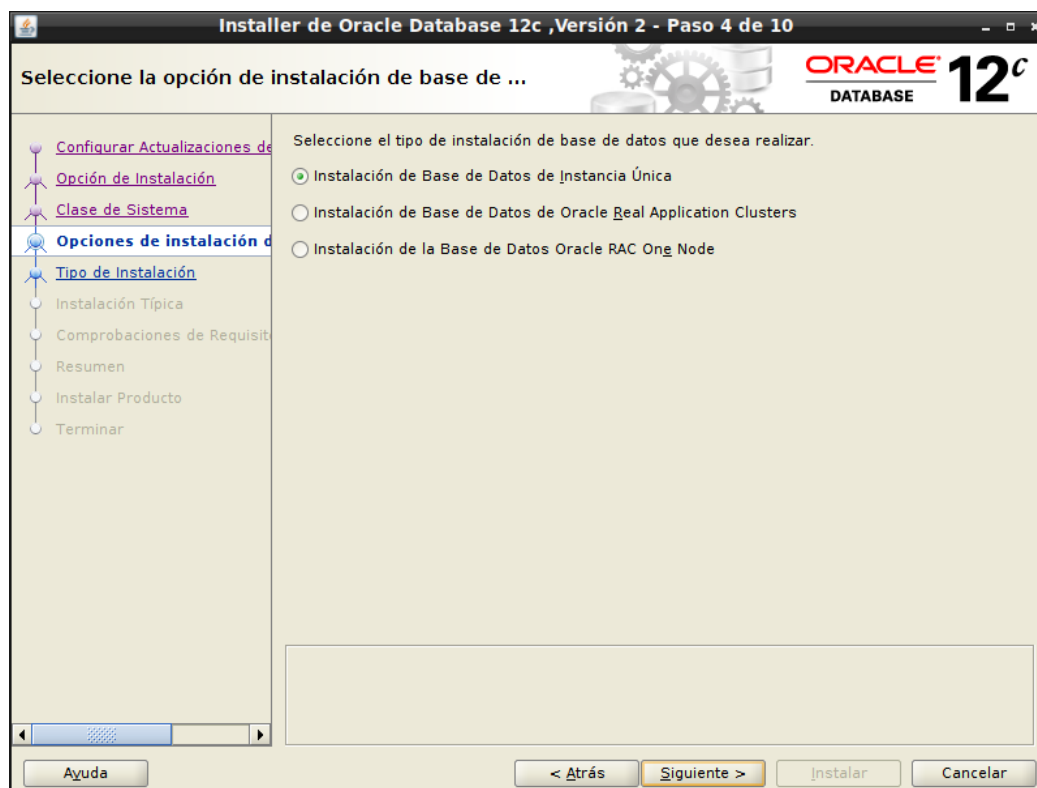 Installer de Oracle Database 12c ,Versión 2 - Paso 4 de 10
Seleccione la opción de instalación de base de ...
ORACLE
DATABASE
12c
Configurar Actualizaciones de
Opción de Instalación
Clase de Sistema
Opciones de instalación d
Tipo de Instalación
Instalación Típica
Comprobaciones de Requisit
Resumen
Instalar Producto
Terminar
Seleccione el tipo de instalación de base de datos que desea realizar.
Instalación de Base de Datos de Instancia Única
Instalación de Base de Datos de Oracle Real Application Clusters
Instalación de la Base de Datos Oracle RAC One Node
Ayuda
< Atrás
Siguiente >
Instalar
Cancelar